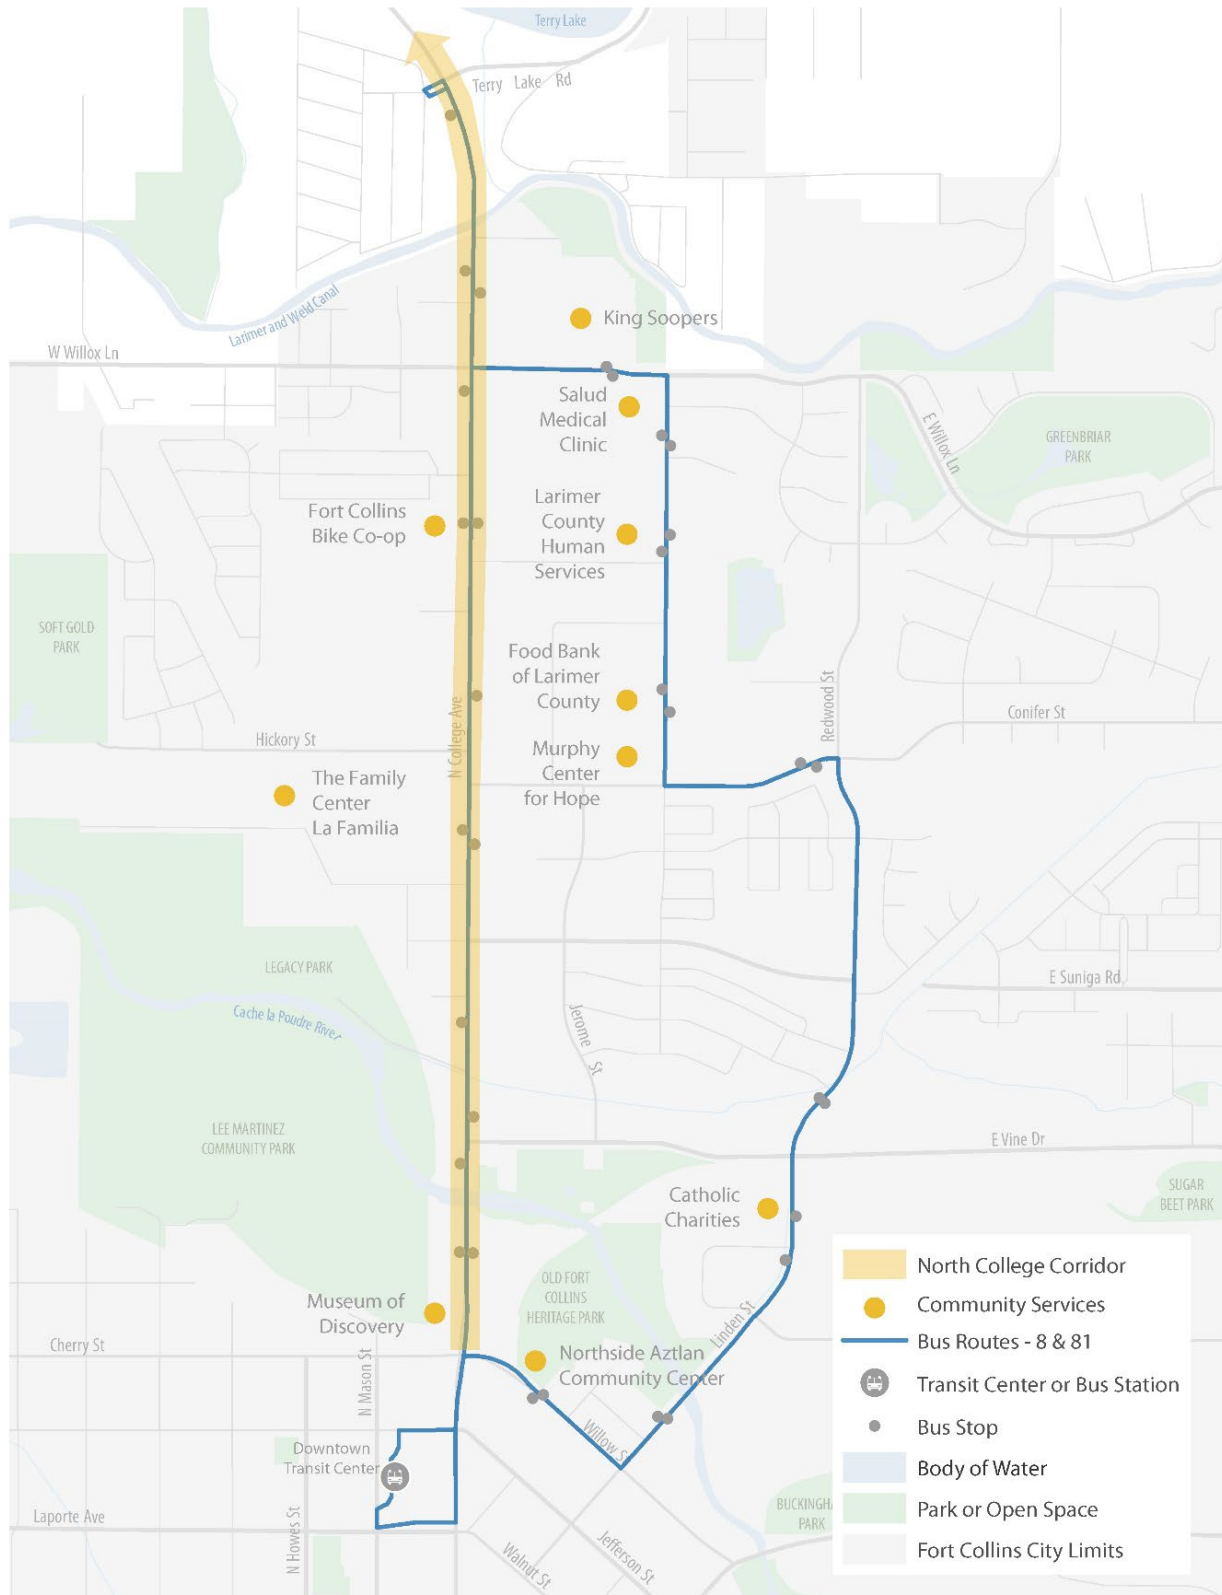 Terry Lake
Terry Lake Rd
Larimer and Weld Canal
King Soopers
W Willox Ln
Salud
Medical
Clinic
E Willox Ln
GREENBRIAR
PARK
Fort Collins
Bike Co-op
Larimer
County
Human
Services
SOFT GOLD
PARK
Food Bank
of Larimer
County
Redwood St
Conifer St
N College Ave
Hickory St
Murphy
Center
for Hope
The Family
Center
La Familia
LEGACY PARK
E Suniga Rd
Cache la Poudre River
Jerome St
LEE MARTINEZ
COMMUNITY PARK
E Vine Dr
Catholic
Charities
SUGAR
BEET PARK
OLD FORT
COLLINS
HERITAGE PARK
Museum of
Discovery
Linden St
Cherry St
N Mason St
Northside Aztlan
Community Center
Willow St
Downtown
Transit Center
Laporte Ave
N Howes St
Walnut St
Jefferson St
BUCKINGHA
PARK
North College Corridor
Community Services
Bus Routes - 8 & 81
Transit Center or Bus Station
Bus Stop
Body of Water
Park or Open Space
Fort Collins City Limits